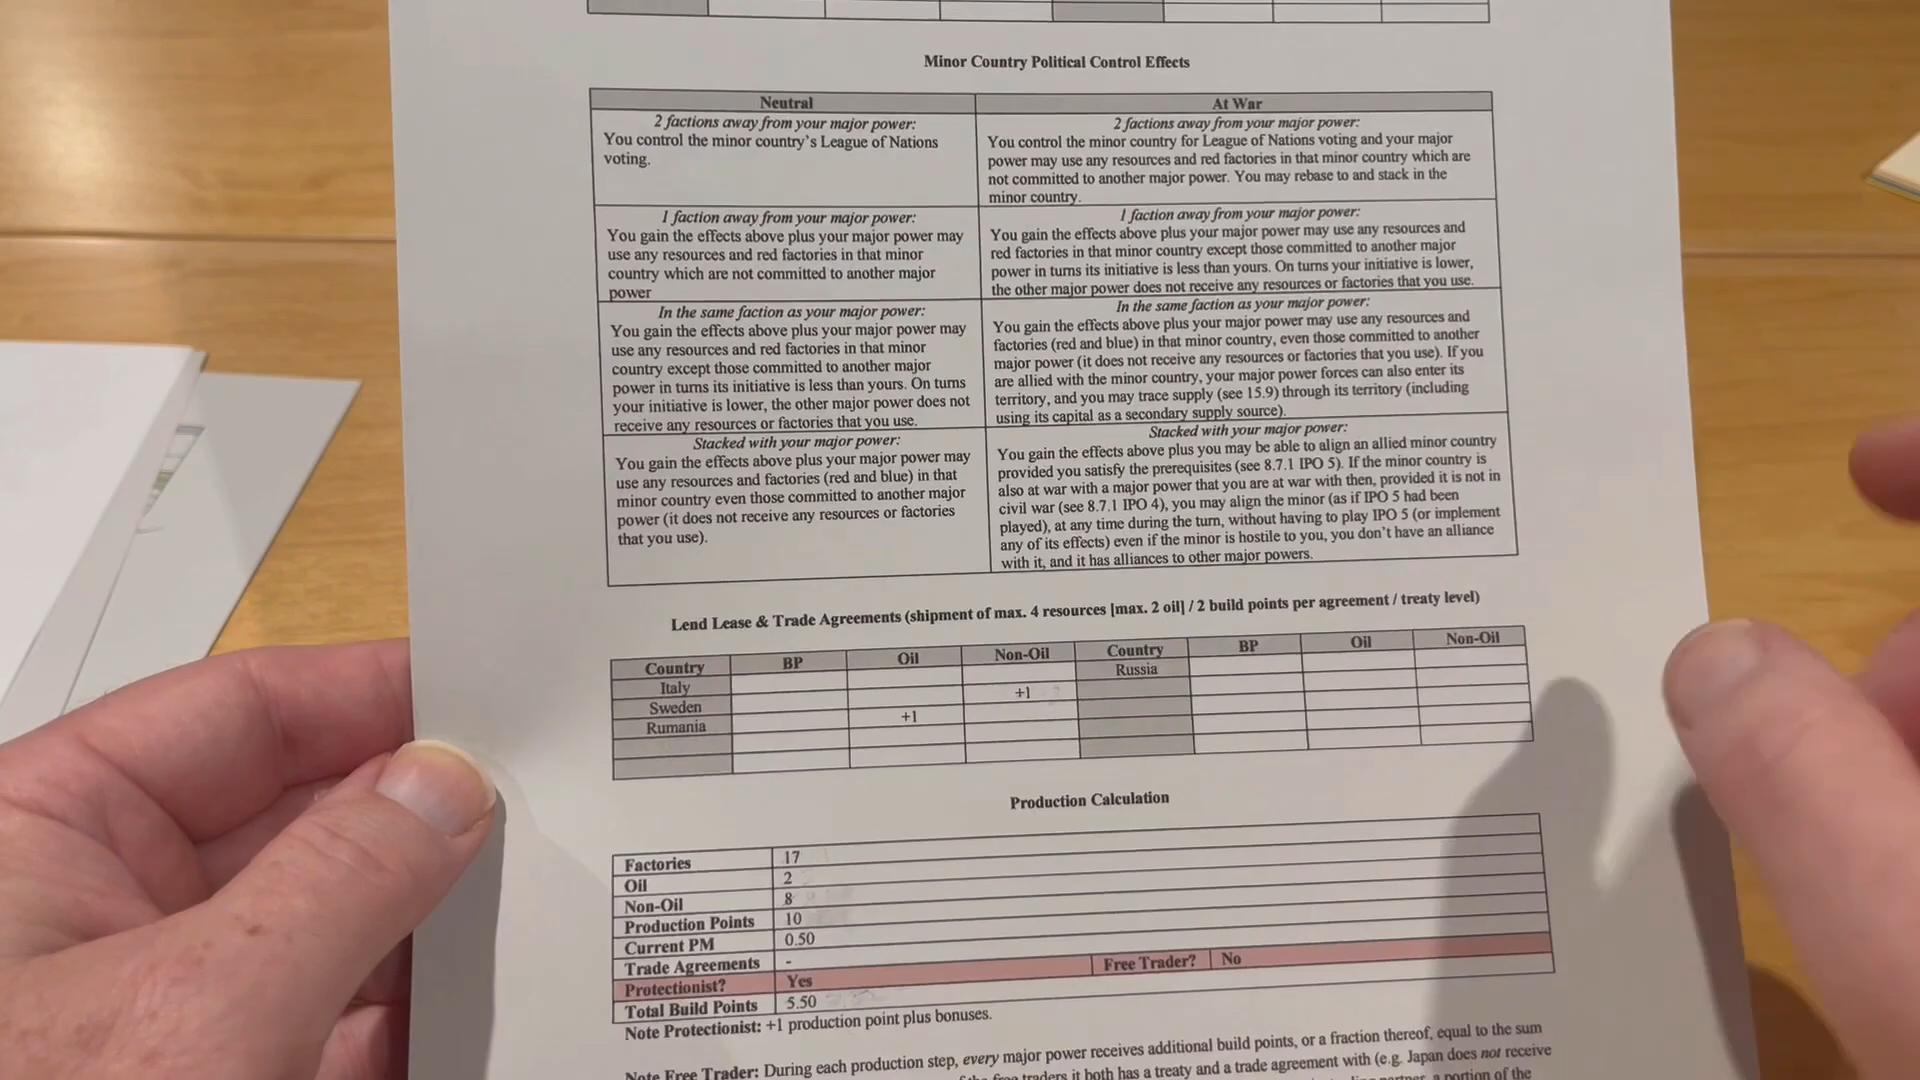 Minor Country Political Control Effects
Neutral
At War
2 factions away from your major power:
You control the minor country's League of Nations
voting.
2 factions away from your major power:
You control the minor country for League of Nations voting and your major
power may use any resources and red factories in that minor country which are
not committed to another major power. You may rebase to and stack in the
minor country.
1 faction away from your major power:
You gain the effects above plus your major power may
use any resources and red factories in that minor
country which are not committed to another major
power
1 faction away from your major power:
You gain the effects above plus your major power may use any resources and
red factories in that minor country except those committed to another major
power in turns its initiative is less than yours. On turns your initiative is lower,
the other major power does not receive any resources or factories that you use.
In the same faction as your major power:
You gain the effects above plus your major power may
use any resources and red factories in that minor
country except those committed to another major
power in turns its initiative is less than yours. On turns
your initiative is lower, the other major power does not
receive any resources or factories that you use.
In the same faction as your major power:
You gain the effects above plus your major power may use any resources and
factories (red and blue) in that minor country, even those committed to another
major power (it does not receive any resources or factories that you use). If you
are allied with the minor country, your major power forces can also enter its
territory, and you may trace supply (see 15.9) through its territory (including
using its capital as a secondary supply source).
Stacked with your major power:
You gain the effects above plus your major power may
use any resources and factories (red and blue) in that
minor country even those committed to another major
power (it does not receive any resources or factories
that you use).
Stacked with your major power:
You gain the effects above plus you may be able to align an allied minor country
provided you satisfy the prerequisites (see 8.7.1 IPO 5). If the minor country is
also at war with a major power that you are at war with then, provided it is not in
civil war (see 8.7.1 IPO 4), you may align the minor (as if IPO 5 had been
played), at any time during the turn, without having to play IPO 5 (or implement
any of its effects) even if the minor is hostile to you, you don't have an alliance
with it, and it has alliances to other major powers.
Lend Lease & Trade Agreements (shipment of max. 4 resources [max. 2 oil] / 2 build points per agreement / treaty level)
Country BP Oil Non-Oil Country BP Oil Non-Oil
Italy Russia
Sweden +1
Rumania +1
Production Calculation
Factories 17
Oil 2
Non-Oil 8
Production Points 10
Current PM 0.50
Trade Agreements -
Protectionist? Yes Free Trader? No
Total Build Points 5.50
Note Protectionist: +1 production point plus bonuses.
Note Free Trader: During each production step, every major power receives additional build points, or a fraction thereof, equal to the sum
free traders it both has a treaty and a trade agreement with (e.g. Japan does not receive
a portion of the